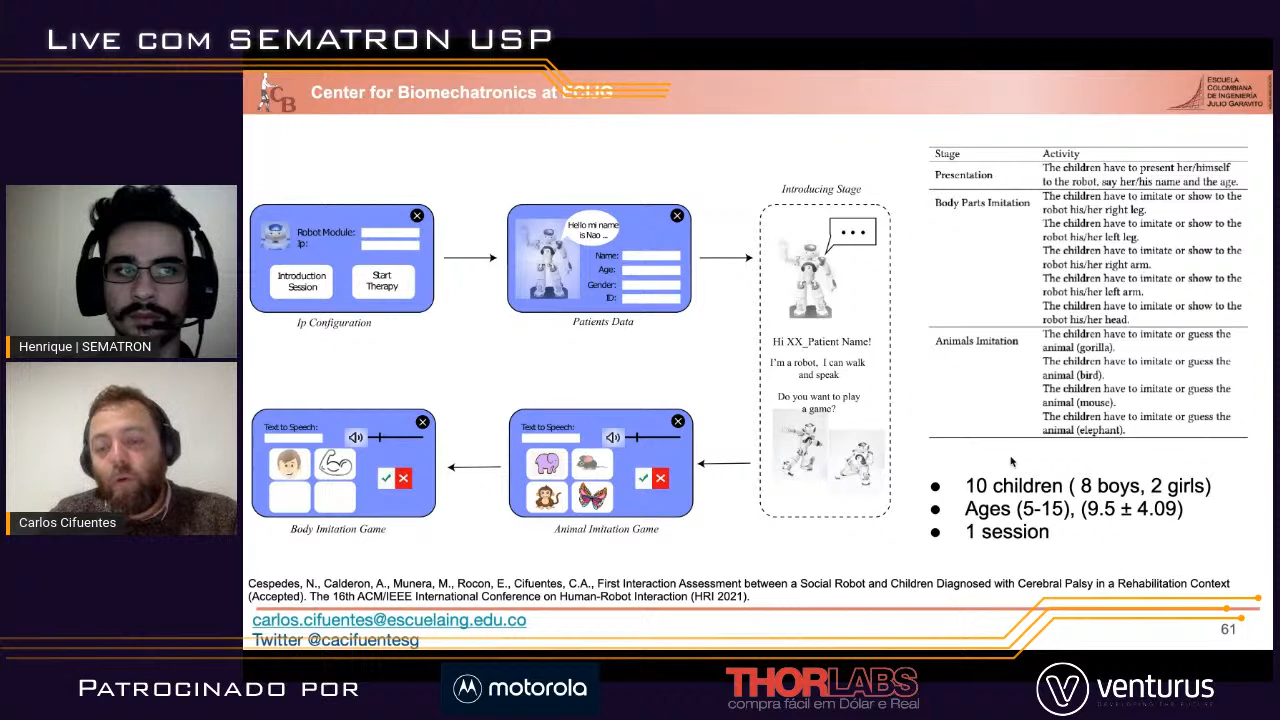 LIVE COM SEMATRON USP
Center for Biomechatronics at ECIJG
ESCUELA
COLOMBIANA
DE INGENIERÍA
JULIO GARAVITO
CB
Henrique | SEMATRON
Carlos Cifuentes
Robot Module:
Ip:
Introduction
Session
Start
Therapy
Ip Configuration
Hello mi name
is Nao ...
Name:
Age:
Gender:
ID:
Patients Data
Introducing Stage
Hi XX_Patient Name!
I'm a robot, I can walk
and speak
Do you want to play
a game?
Text to Speech:
Body Imitation Game
Text to Speech:
Animal Imitation Game
Stage Activity
Presentation
The children have to present her/himself
to the robot, say her/his name and the age.
Body Parts Imitation
The children have to imitate or show to the
robot his/her right leg.
The children have to imitate or show to the
robot his/her left leg.
The children have to imitate or show to the
robot his/her right arm.
The children have to imitate or show to the
robot his/her left arm.
The children have to imitate or show to the
robot his/her head.
Animals Imitation
The children have to imitate or guess the
animal (gorilla).
The children have to imitate or guess the
animal (bird).
The children have to imitate or guess the
animal (mouse).
The children have to imitate or guess the
animal (elephant).
● 10 children ( 8 boys, 2 girls)
● Ages (5-15), (9.5 ± 4.09)
● 1 session
Cespedes, N., Calderon, A., Munera, M., Rocon, E., Cifuentes, C.A., First Interaction Assessment between a Social Robot and Children Diagnosed with Cerebral Palsy in a Rehabilitation Context
(Accepted). The 16th ACM/IEEE International Conference on Human-Robot Interaction (HRI 2021).
carlos.cifuentes@escuelaing.edu.co
Twitter @cacifuentesg
61
PATROCINADO POR
motorola
THORLABS
compra fácil em Dólar e Real
venturus